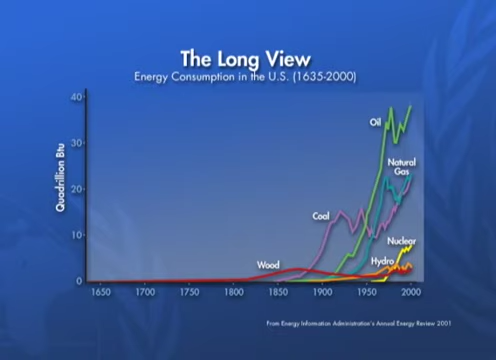 The Long View
Energy Consumption in the U.S. (1635-2000)
Quadrillion Btu
40
30
20
10
0
Oil
Natural
Gas
Coal
Nuclear
Wood
Hydro
1650 1700 1750 1800 1850 1900 1950 2000
From Energy Information Administration's Annual Energy Review 2001